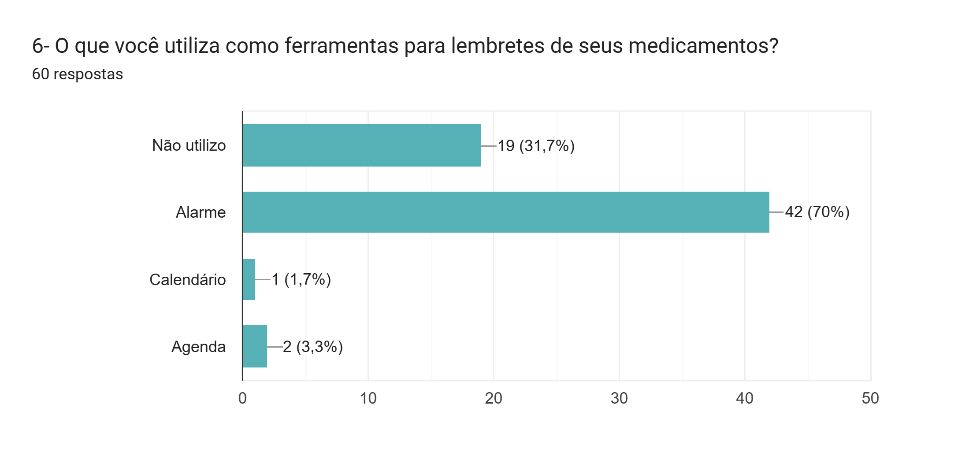 6- O que você utiliza como ferramentas para lembretes de seus medicamentos?
60 respostas
Não utilizo
19 (31,7%)
Alarme
42 (70%)
Calendário
1 (1,7%)
Agenda
2 (3,3%)
0 10 20 30 40 50